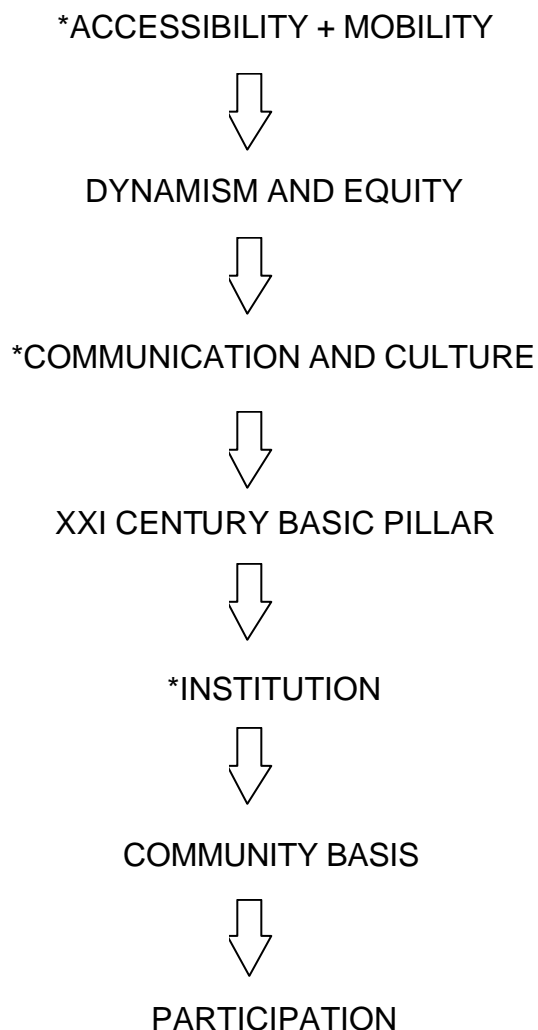 *ACCESSIBILITY + MOBILITY
DYNAMISM AND EQUITY
*COMMUNICATION AND CULTURE
XXI CENTURY BASIC PILLAR
*INSTITUTION
COMMUNITY BASIS
PARTICIPATION